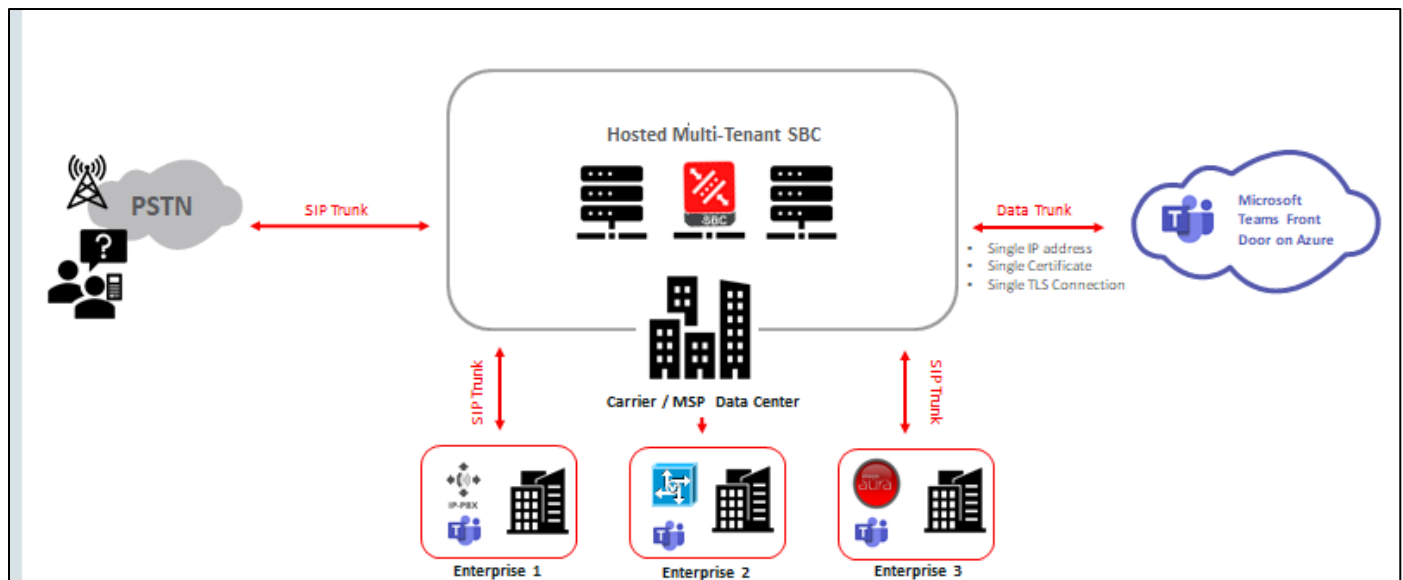 Hosted Multi-Tenant SBC
SBC
PSTN
?
SIP Trunk
Data Trunk
▪ Single IP address
▪ Single Certificate
▪ Single TLS Connection
T
Microsoft
Teams Front
Door on Azure
Carrier / MSP Data Center
SIP Trunk
SIP Trunk
IP-PBX
T
Enterprise 1
T
Enterprise 2
aura
T
Enterprise 3